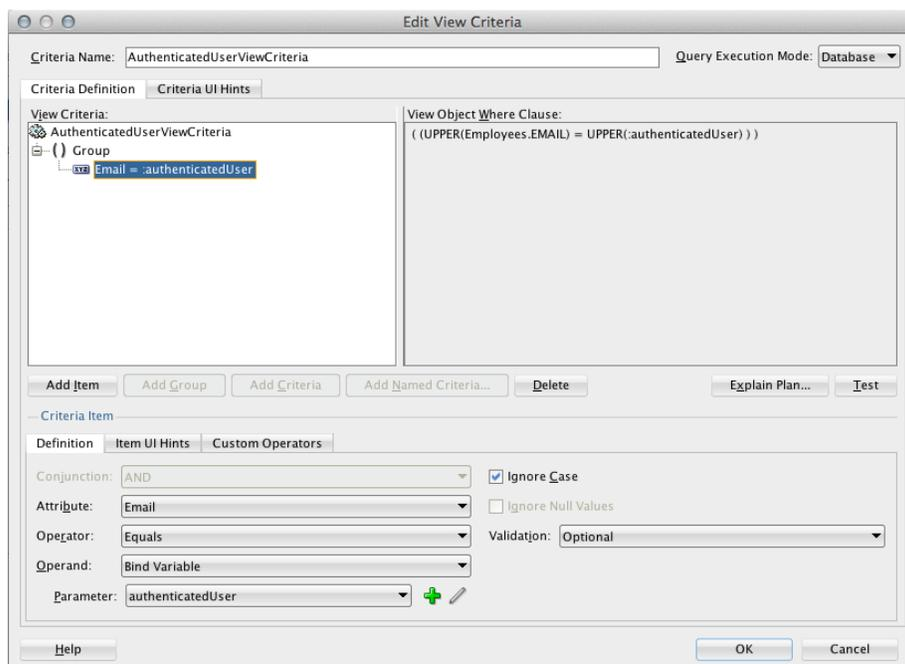 Edit View Criteria
Criteria Name: AuthenticatedUserViewCriteria Query Execution Mode: Database
Criteria Definition Criteria UI Hints
View Criteria: View Object Where Clause:
AuthenticatedUserViewCriteria ( (UPPER(Employees.EMAIL) = UPPER(:authenticatedUser) ) )
( ) Group
XYZ Email = :authenticatedUser
Add Item Add Group Add Criteria Add Named Criteria... Delete Explain Plan... Test
Criteria Item
Definition Item UI Hints Custom Operators
Conjunction: AND Ignore Case
Attribute: Email Ignore Null Values
Operator: Equals Validation: Optional
Operand: Bind Variable
Parameter: authenticatedUser
Help OK Cancel